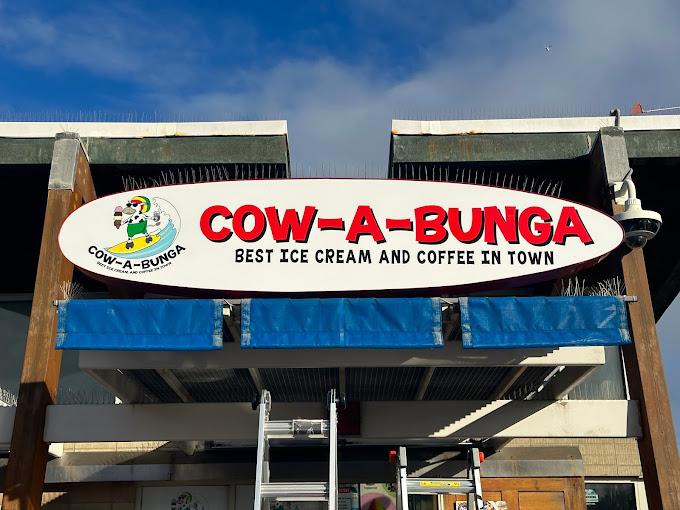 COW-A-BUNGA
BEST ICE CREAM AND COFFEE IN TOWN
COW-A-BUNGA
BEST ICE CREAM AND COFFEE IN TOWN